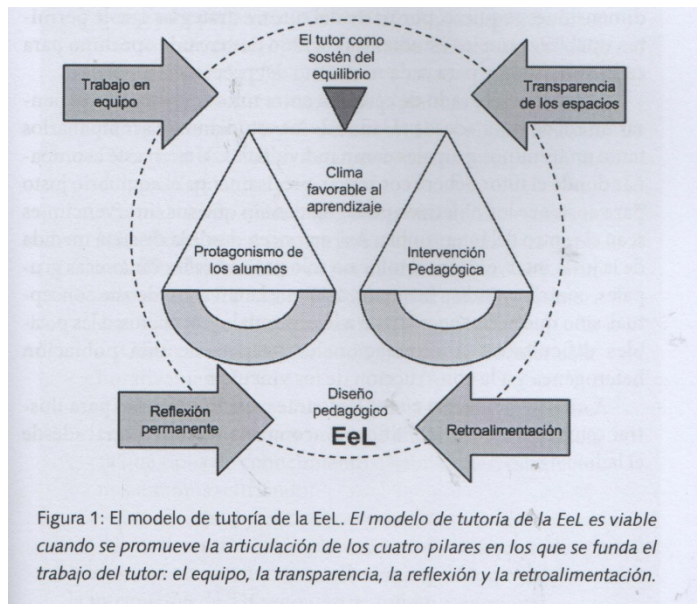 El tutor como
sostén del
equilibrio
Trabajo en
equipo
Transparencia
de los espacios
Clima
favorable al
aprendizaje
Protagonismo de
los alumnos
Intervención
Pedagógica
Reflexión
permanente
Diseño
pedagógico
EeL
Retroalimentación
Figura 1: El modelo de tutoría de la EeL. El modelo de tutoría de la EeL es viable
cuando se promueve la articulación de los cuatro pilares en los que se funda el
trabajo del tutor: el equipo, la transparencia, la reflexión y la retroalimentación.